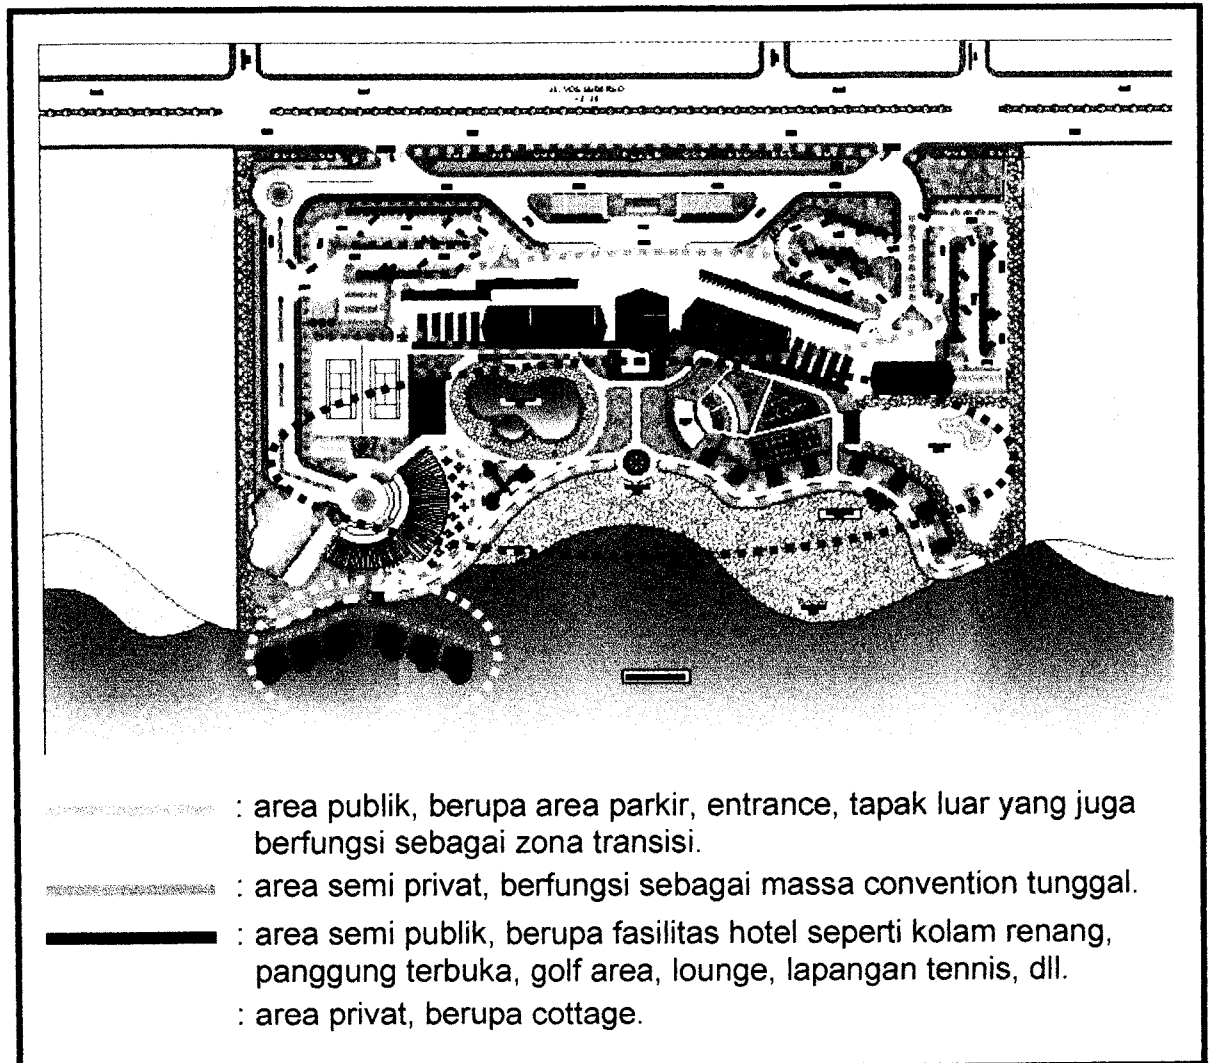 : area publik, berupa area parkir, entrance, tapak luar yang juga
berfungsi sebagai zona transisi.
: area semi privat, berfungsi sebagai massa convention tunggal.
: area semi publik, berupa fasilitas hotel seperti kolam renang,
panggung terbuka, golf area, lounge, lapangan tennis, dll.
: area privat, berupa cottage.